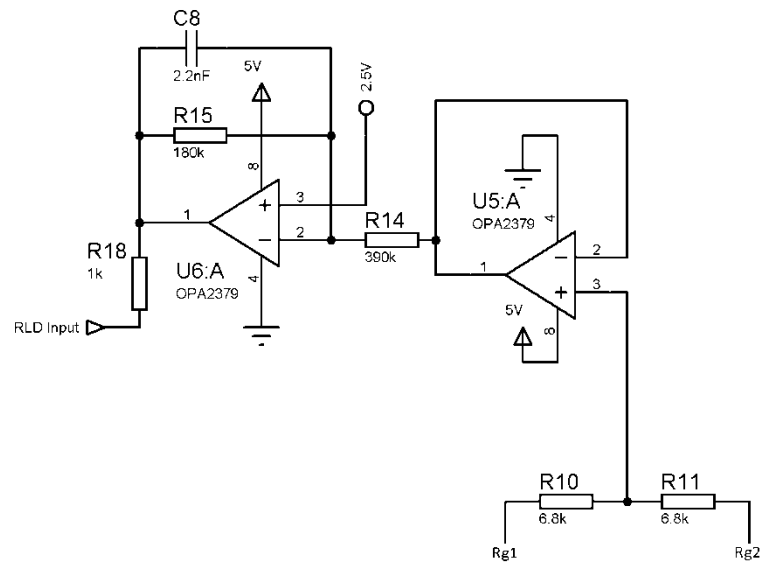 C8
2.2nF
5V
2.5V
R15
180k
8
1
3
2
R14
390k
R18
1k
U6:A
OPA2379
4
RLD Input
U5:A
OPA2379
4
2
1
3
5V
8
R10
6.8k
R11
6.8k
Rg1
Rg2